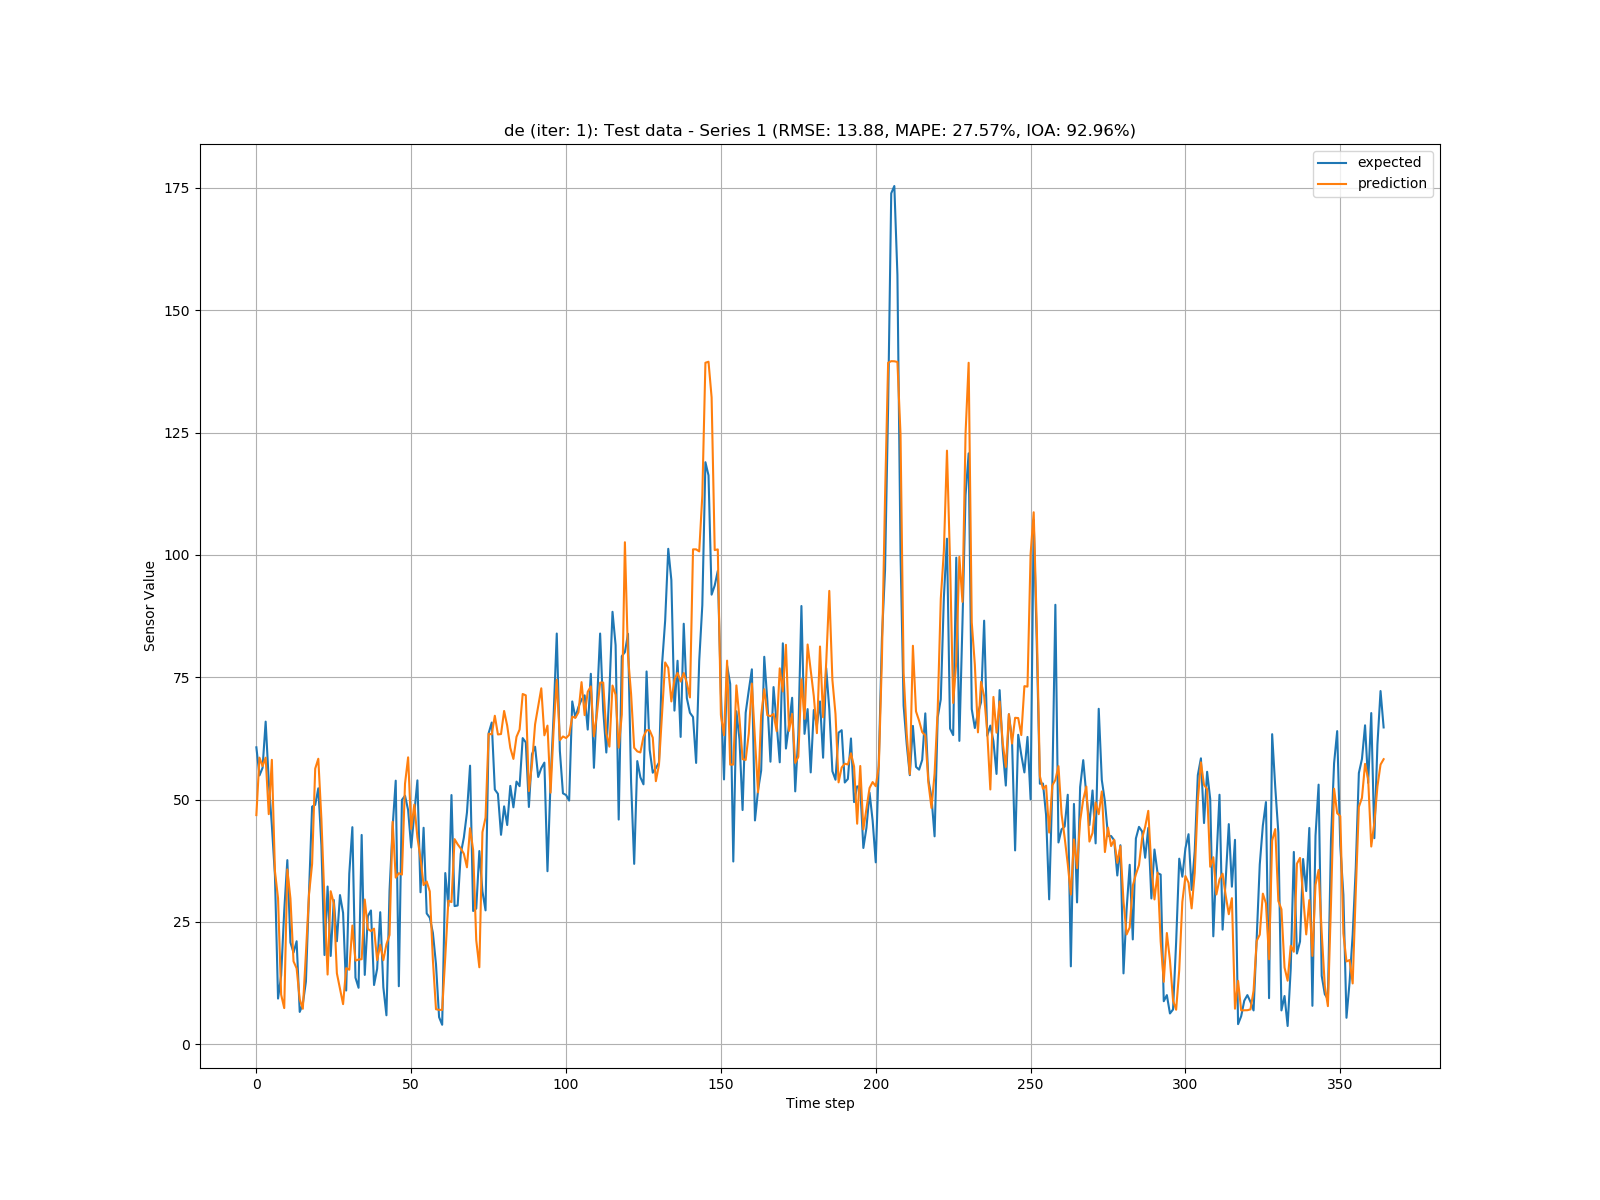 de (iter: 1): Test data - Series 1 (RMSE: 13.88, MAPE: 27.57%, IOA: 92.96%)
expected
prediction
175
150
125
100
75
50
25
0
Sensor Value
0 50 100 150 200 250 300 350
Time step